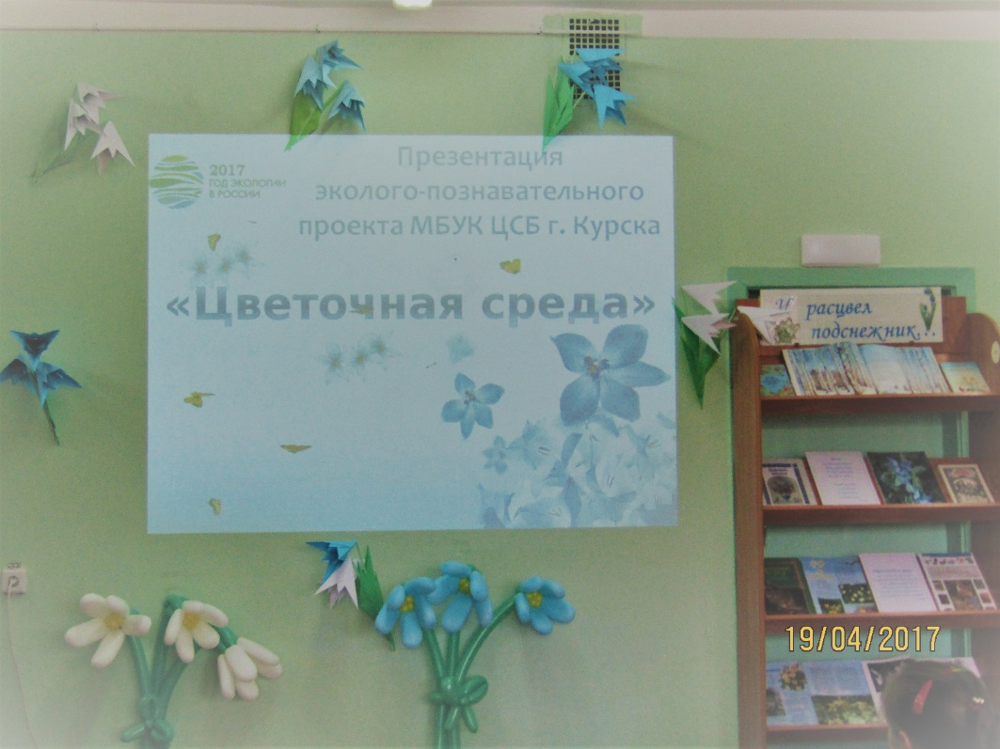 2017
ГОД ЭКОЛОГИИ
В РОССИИ
Презентация
эколого-познавательного
проекта МБУК ЦСБ г. Курска
«Цветочная среда»
И расцвел
подснежник...
19/04/2017